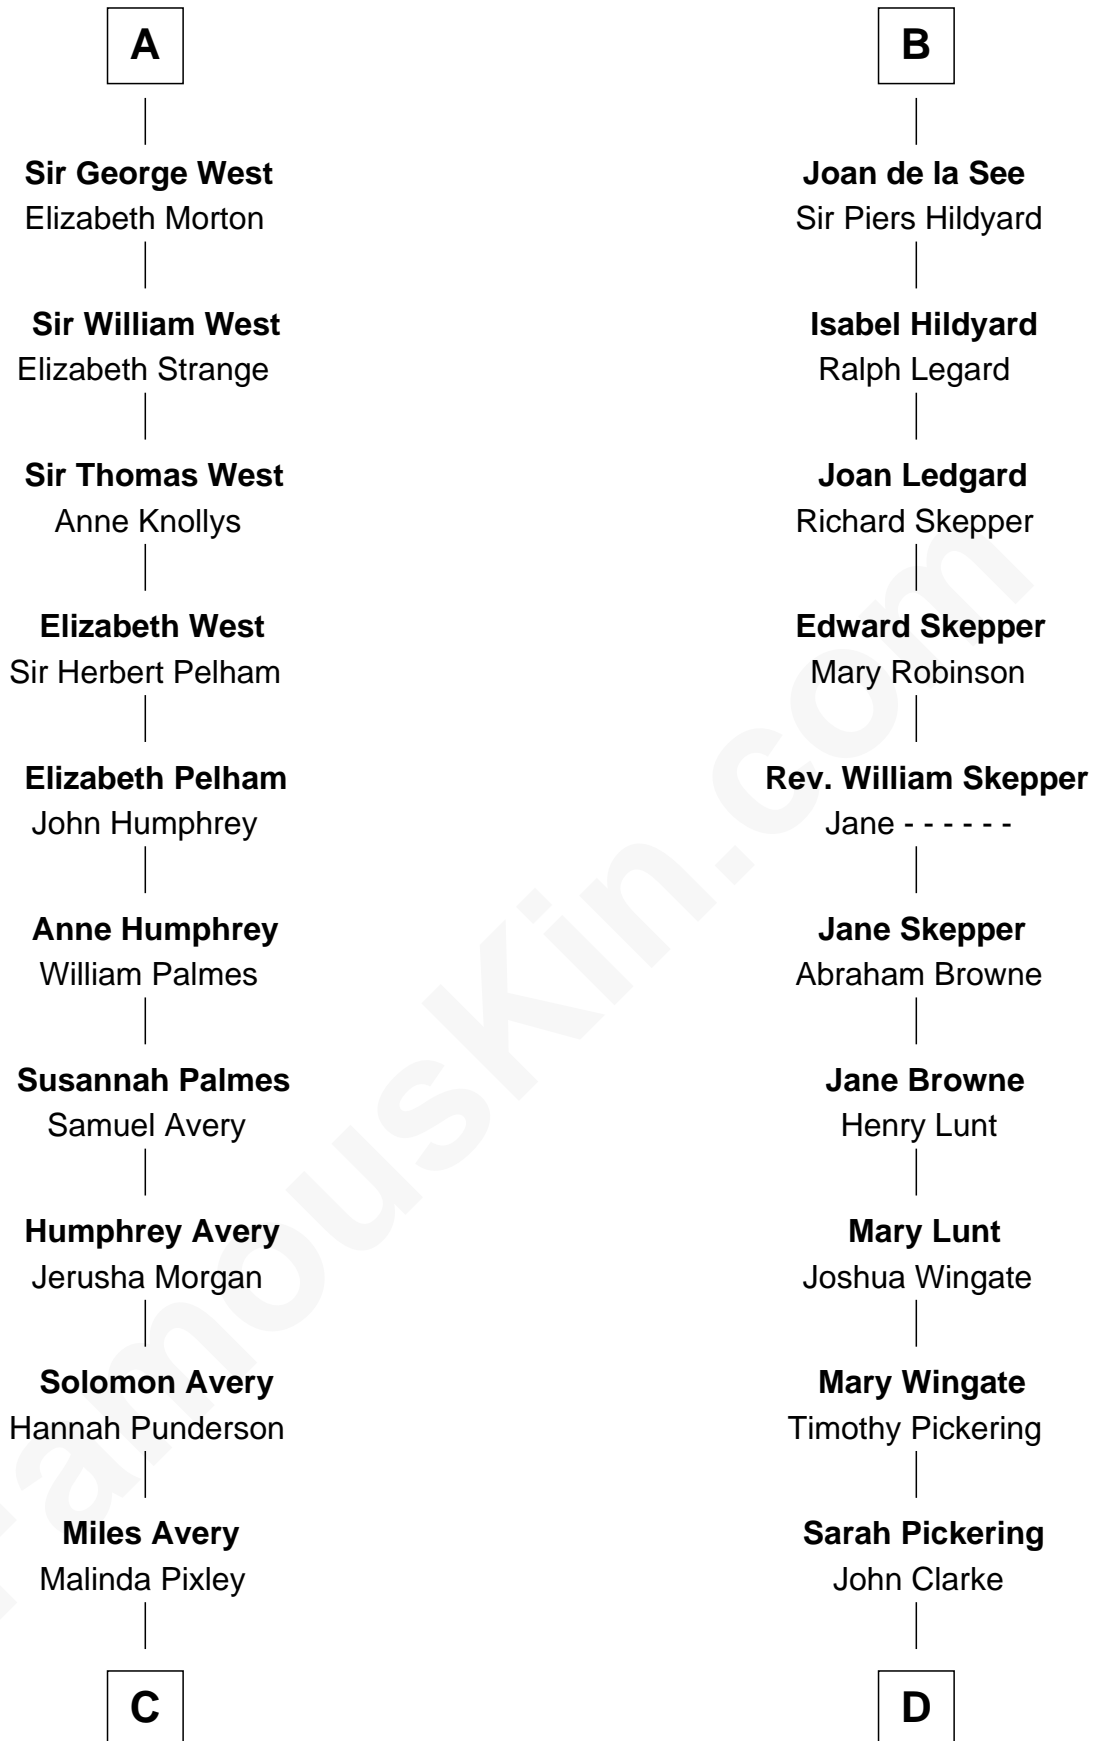 A
Sir George West
Elizabeth Morton
Sir William West
Elizabeth Strange
Sir Thomas West
Anne Knollys
Elizabeth West
Sir Herbert Pelham
Elizabeth Pelham
John Humphrey
Anne Humphrey
William Palmes
Susannah Palmes
Samuel Avery
Humphrey Avery
Jerusha Morgan
Solomon Avery
Hannah Punderson
Miles Avery
Malinda Pixley
C
B
Joan de la See
Sir Piers Hildyard
Isabel Hildyard
Ralph Legard
Joan Ledgard
Richard Skepper
Edward Skepper
Mary Robinson
Rev. William Skepper
Jane - - - - - -
Jane Skepper
Abraham Browne
Jane Browne
Henry Lunt
Mary Lunt
Joshua Wingate
Mary Wingate
Timothy Pickering
Sarah Pickering
John Clarke
D
FamousKin.com